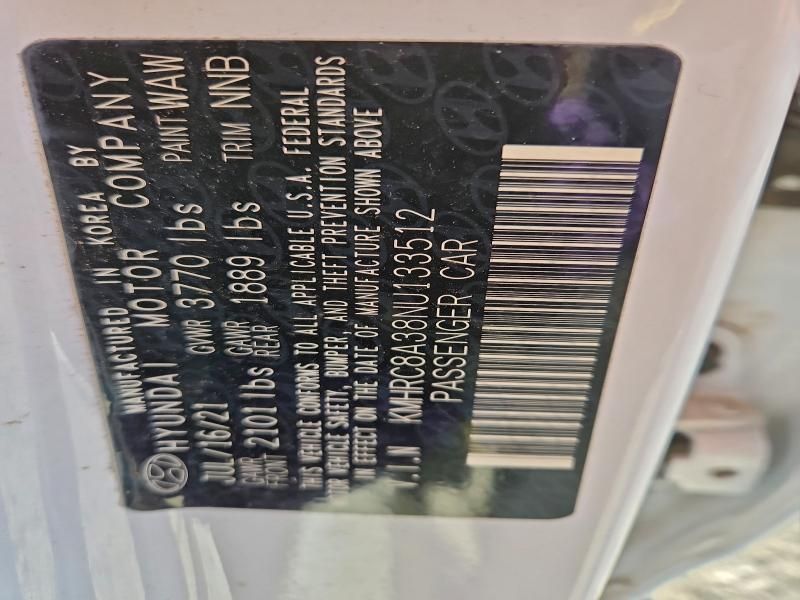 MANUFACTURED IN KOREA BY
HYUNDAI MOTOR COMPANY
JUL/16/21 GVWR 3770 lbs PAINT WAW
GAWR FRONT 2101lbs GAWR REAR 1889 lbs TRIM NNB
THIS VEHICLE CONFORMS TO ALL APPLICABLE U.S.A. FEDERAL
MOTOR VEHICLE SAFETY, BUMPER, AND THEFT PREVENTION STANDARDS
IN EFFECT ON THE DATE OF MANUFACTURE SHOWN ABOVE
V.I.N KMHRC8A38NU133512
PASSENGER CAR